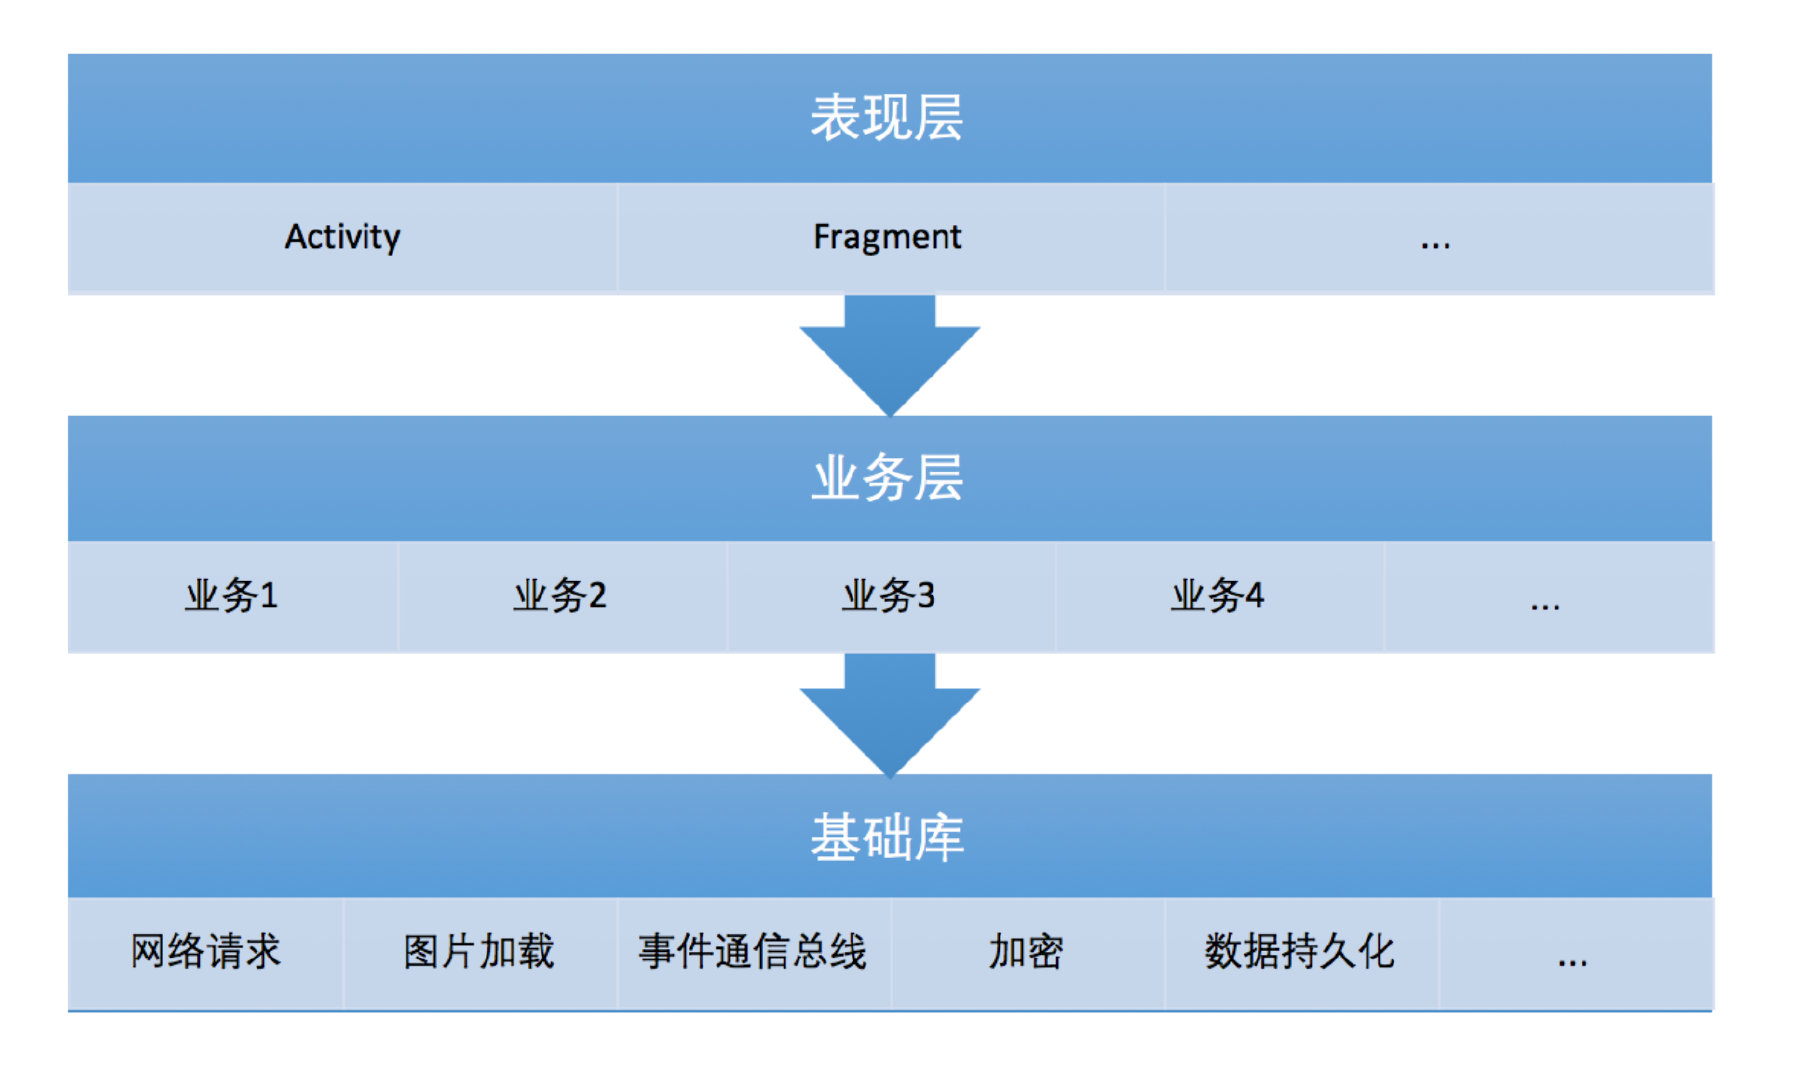 表现层
Activity Fragment ...
业务层
业务1 业务2 业务3 业务4 ...
基础库
网络请求 图片加载 事件通信总线 加密 数据持久化 ...